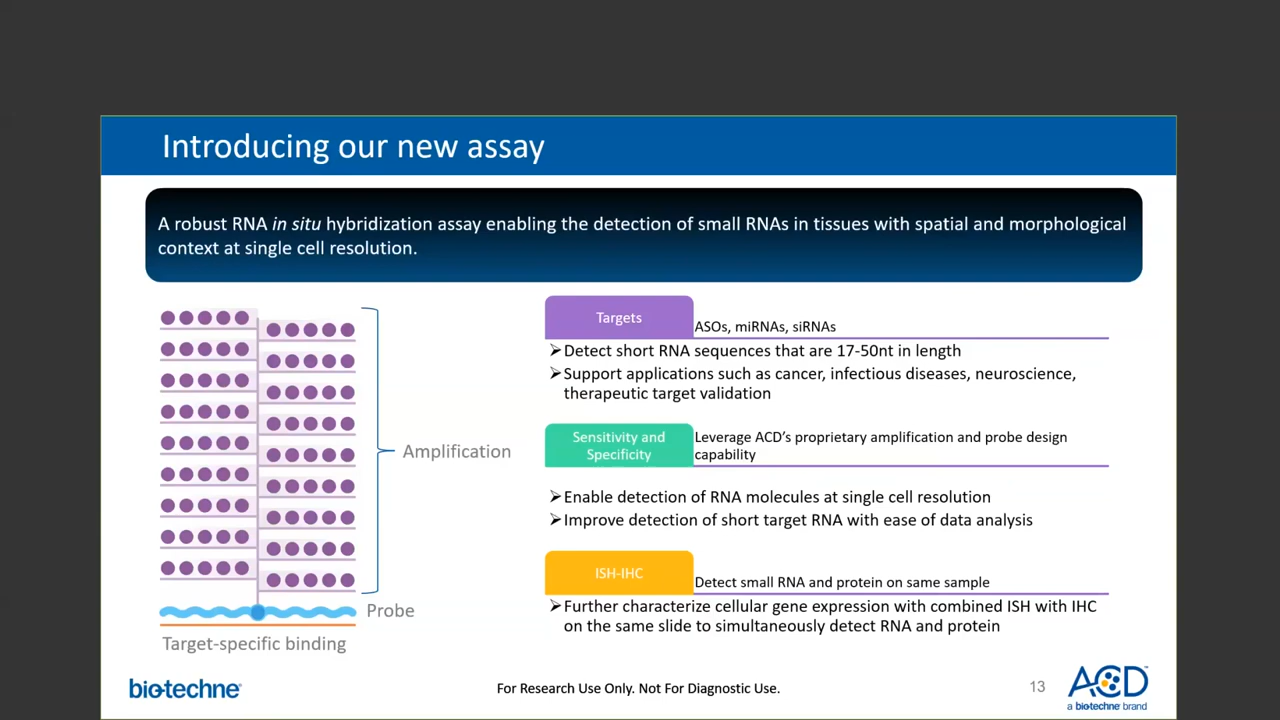 Introducing our new assay
A robust RNA in situ hybridization assay enabling the detection of small RNAs in tissues with spatial and morphological
context at single cell resolution.
Amplification
Probe
Target-specific binding
Targets
ASOs, miRNAs, siRNAs
➢Detect short RNA sequences that are 17-50nt in length
➢Support applications such as cancer, infectious diseases, neuroscience,
therapeutic target validation
Sensitivity and
Specificity
Leverage ACD’s proprietary amplification and probe design
capability
➢Enable detection of RNA molecules at single cell resolution
➢Improve detection of short target RNA with ease of data analysis
ISH-IHC
Detect small RNA and protein on same sample
➢Further characterize cellular gene expression with combined ISH with IHC
on the same slide to simultaneously detect RNA and protein
bio-techne®
For Research Use Only. Not For Diagnostic Use.
13
ACD™
a bio-techne brand